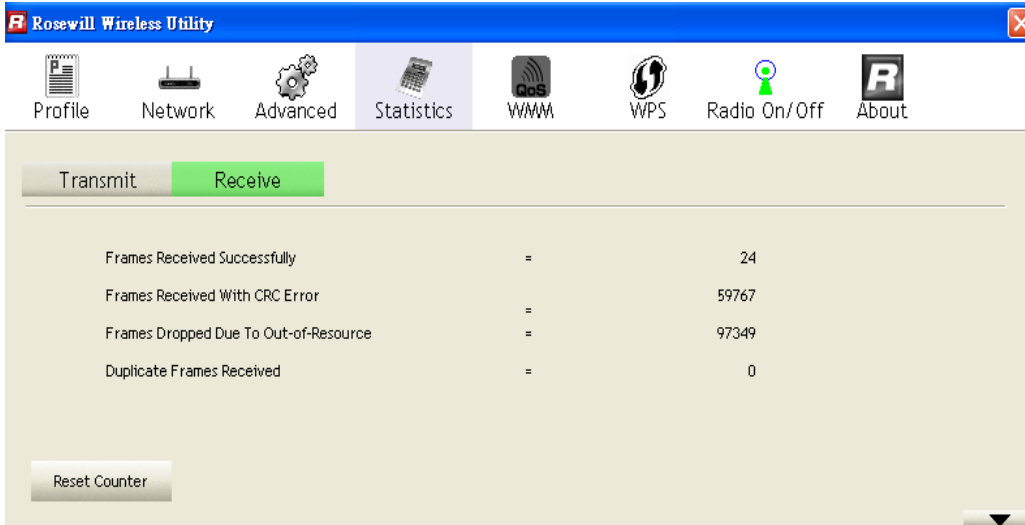 R Rosewill Wireless Utility
P
QoS
R
Profile Network Advanced Statistics WMM WPS Radio On/Off About
Transmit Receive
Frames Received Successfully = 24
Frames Received With CRC Error = 59767
Frames Dropped Due To Out-of-Resource = 97349
Duplicate Frames Received = 0
Reset Counter